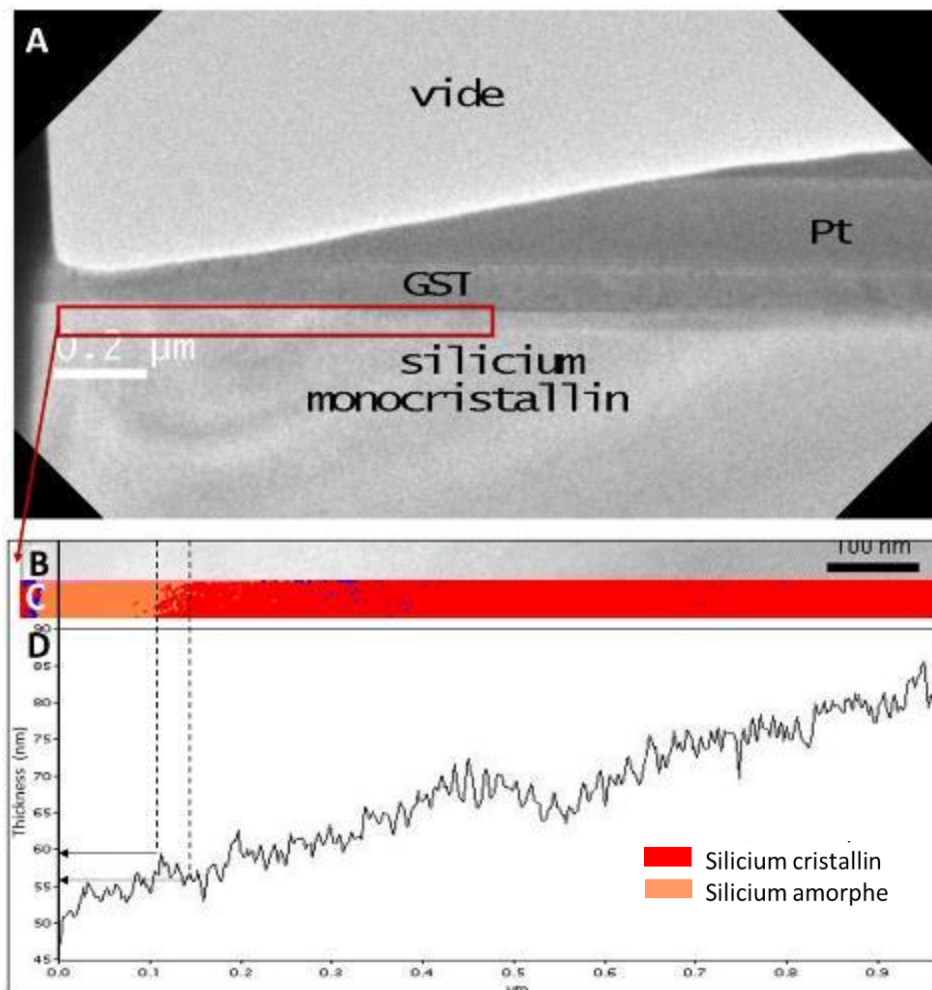 A
vide
Pt
GST
0.2 µm
silicium
monocristallin
B
100 nm
C
D
90
85
80
75
70
65
60
55
50
45
Thickness (nm)
Silicium cristallin
Silicium amorphe
0.0 0.1 0.2 0.3 0.4 0.5 0.6 0.7 0.8 0.9